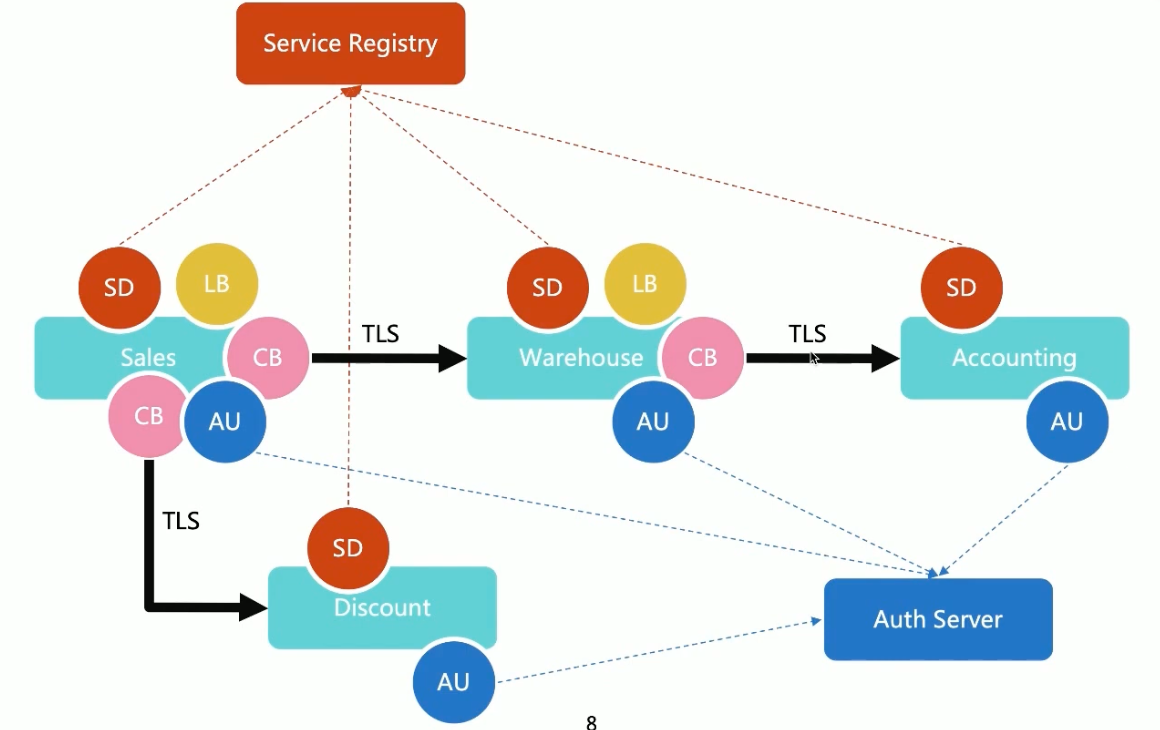 Service Registry
SD
LB
SD
LB
SD
TLS
TLS
Sales
CB
Warehouse
CB
Accounting
CB
AU
AU
AU
TLS
SD
Discount
Auth Server
AU
8